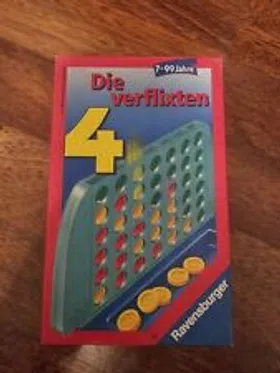 7-99 Jahre
Die
verflixten
4
Ravensburger